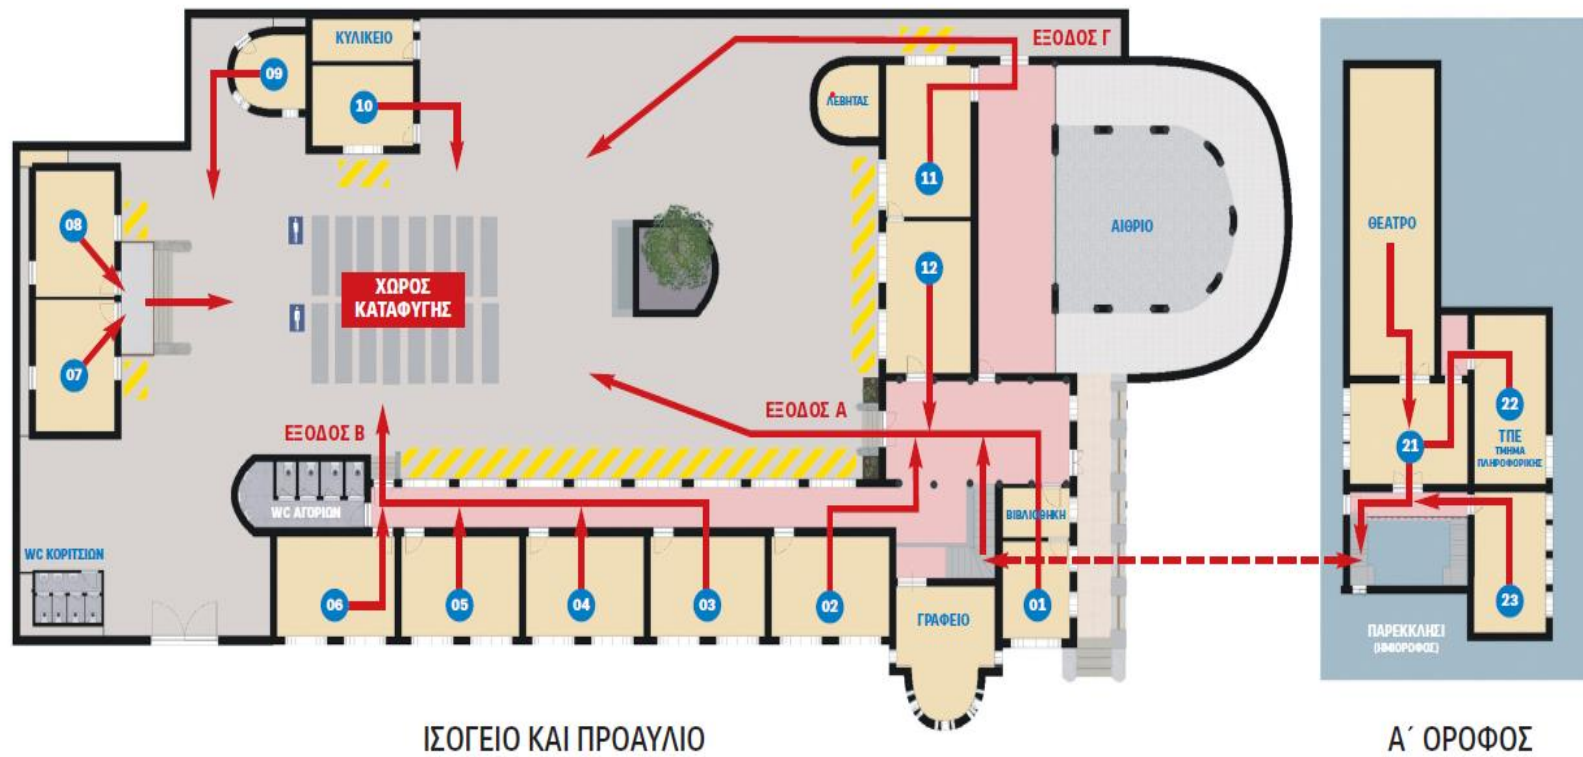 ΚΥΛΙΚΕΙΟ
ΕΞΟΔΟΣ Γ
09
10
ΛΕΒΗΤΑΣ
11
08
12
ΑΙΘΡΙΟ
ΘΕΑΤΡΟ
ΧΩΡΟΣ
ΚΑΤΑΦΥΓΗΣ
07
ΕΞΟΔΟΣ Α
ΕΞΟΔΟΣ Β
22
ΤΠΕ
ΤΜΗΜΑ
ΠΛΗΡΟΦΟΡΙΚΗΣ
21
WC ΑΓΟΡΙΩΝ
ΒΙΒΛΙΟΘΗΚΗ
WC ΚΟΡΙΤΣΙΩΝ
06
05
04
03
02
01
23
ΓΡΑΦΕΙΟ
ΠΑΡΕΚΚΛΗΣΙ
(ΗΜΙΟΡΟΦΟΣ)
ΙΣΟΓΕΙΟ ΚΑΙ ΠΡΟΑΥΛΙΟ
Α΄ ΟΡΟΦΟΣ